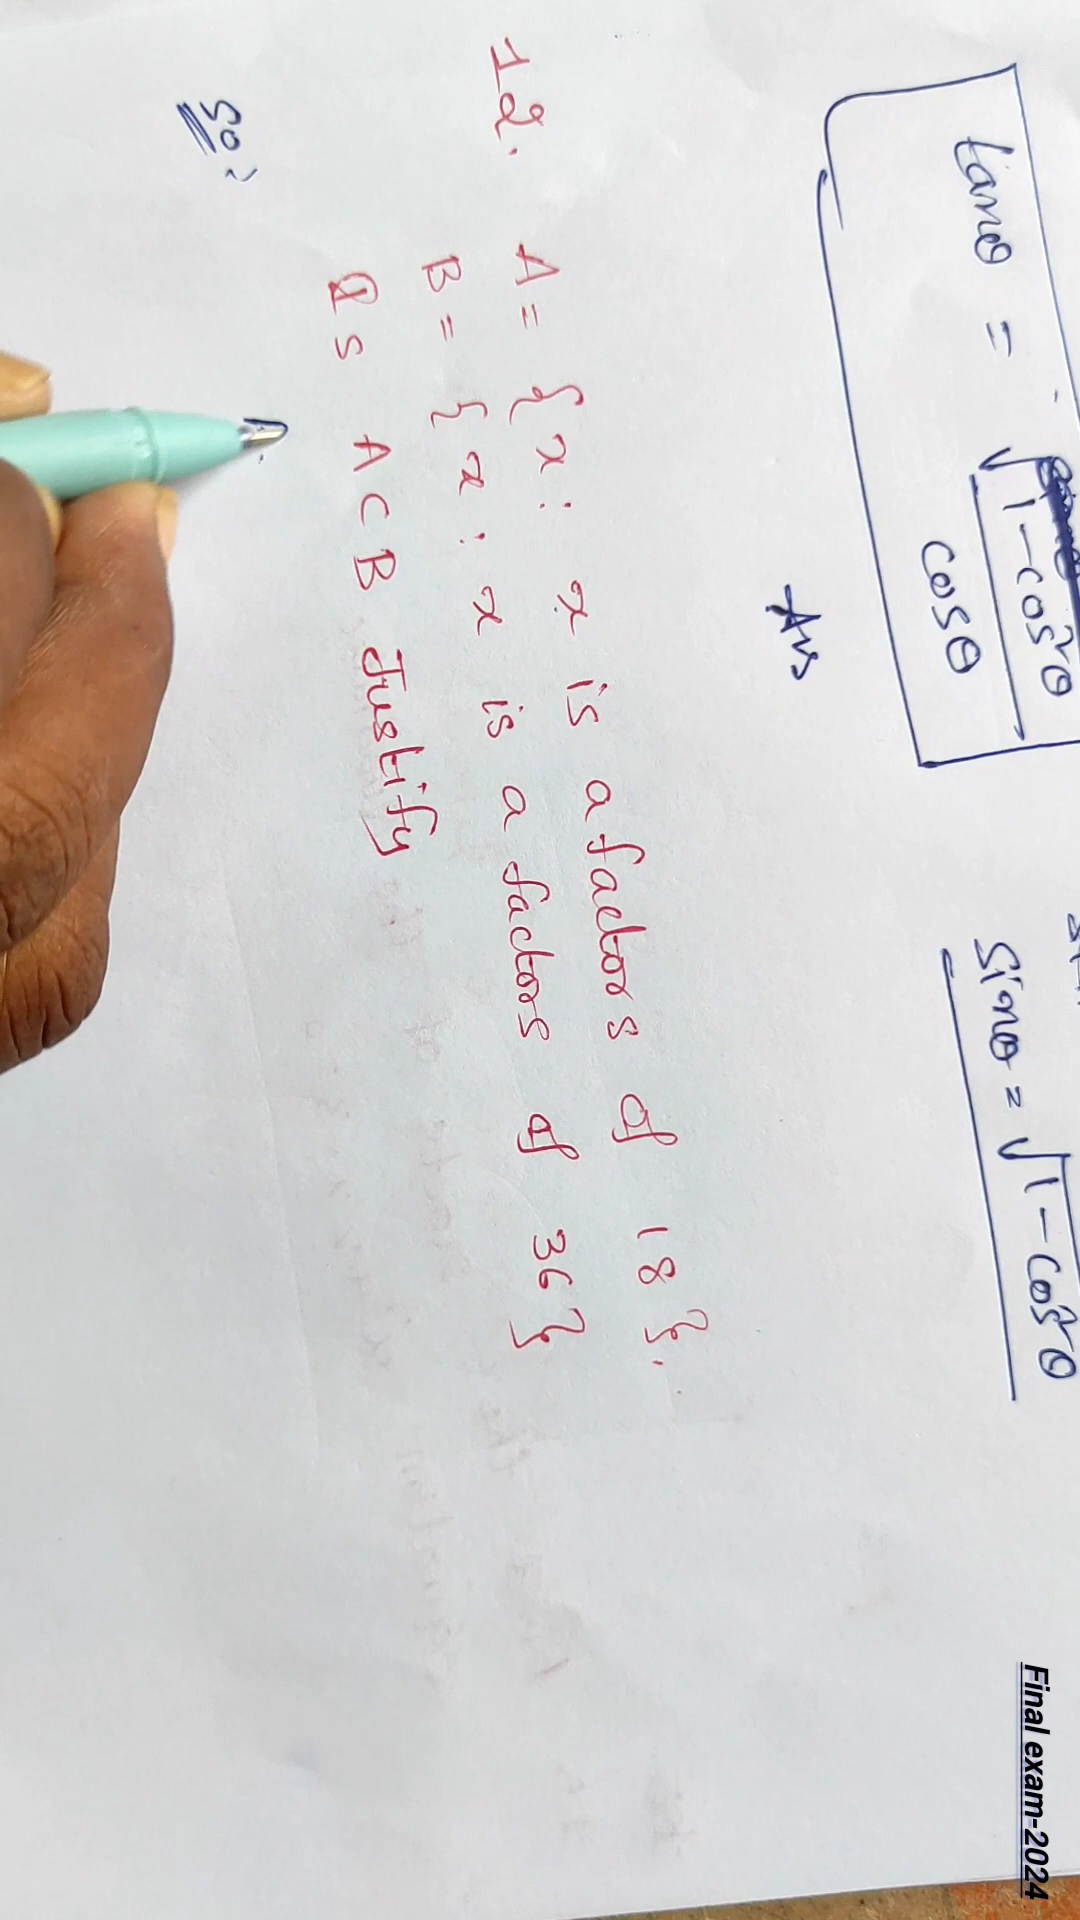 tanθ = √1-cos²θ
cosθ
sinθ = √1-cos²θ
Ans
12. A = {x : x is a factors of 18}.
B = {x : x is a factors of 36}
Is A ⊂ B Justify
So:
Final exam-2024